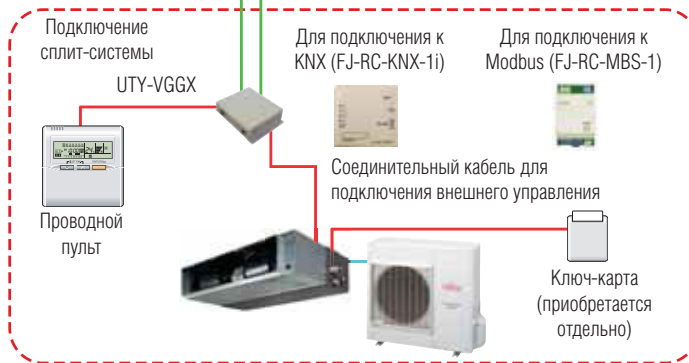 Подключение
сплит-системы
UTY-VGGX
Для подключения к
KNX (FJ-RC-KNX-1i)
Для подключения к
Modbus (FJ-RC-MBS-1)
Проводной
пульт
Соединительный кабель для
подключения внешнего управления
Ключ-карта
(приобретается
отдельно)